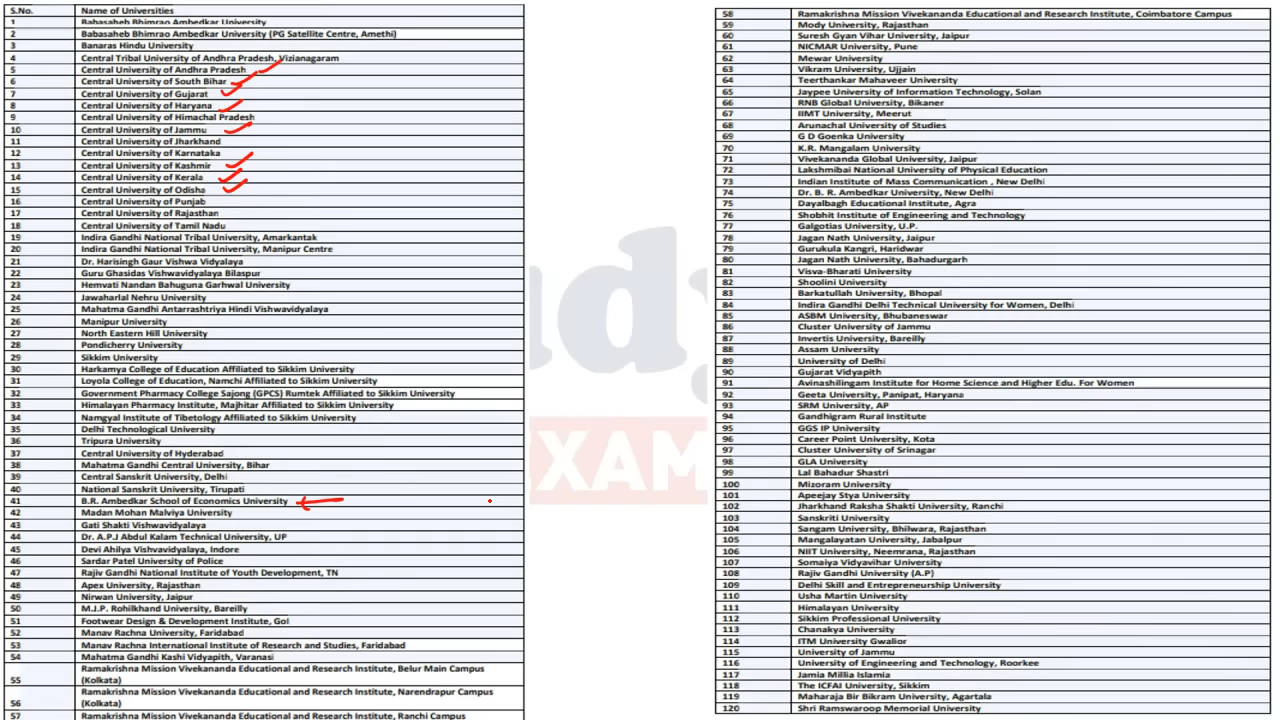 S.No. Name of Universities
1 Babasaheb Bhimrao Ambedkar University
2 Babasaheb Bhimrao Ambedkar University (PG Satellite Centre, Amethi)
3 Banaras Hindu University
4 Central Tribal University of Andhra Pradesh, Vizianagaram
5 Central University of Andhra Pradesh
6 Central University of South Bihar
7 Central University of Gujarat
8 Central University of Haryana
9 Central University of Himachal Pradesh
10 Central University of Jammu
11 Central University of Jharkhand
12 Central University of Karnataka
13 Central University of Kashmir
14 Central University of Kerala
15 Central University of Odisha
16 Central University of Punjab
17 Central University of Rajasthan
18 Central University of Tamil Nadu
19 Indira Gandhi National Tribal University, Amarkantak
20 Indira Gandhi National Tribal University, Manipur Centre
21 Dr. Harisingh Gaur Vishwa Vidyalaya
22 Guru Ghasidas Vishwavidyalaya Bilaspur
23 Hemvati Nandan Bahuguna Garhwal University
24 Jawaharlal Nehru University
25 Mahatma Gandhi Antarrashtriya Hindi Vishwavidyalaya
26 Manipur University
27 North Eastern Hill University
28 Pondicherry University
29 Sikkim University
30 Harkamya College of Education Affiliated to Sikkim University
31 Loyola College of Education, Namchi Affiliated to Sikkim University
32 Government Pharmacy College Sajong (GPCS) Rumtek Affiliated to Sikkim University
33 Himalayan Pharmacy Institute, Majhitar Affiliated to Sikkim University
34 Namgyal Institute of Tibetology Affiliated to Sikkim University
35 Delhi Technological University
36 Tripura University
37 Central University of Hyderabad
38 Mahatma Gandhi Central University, Bihar
39 Central Sanskrit University, Delhi
40 National Sanskrit University, Tirupati
41 B.R. Ambedkar School of Economics University
42 Madan Mohan Malviya University
43 Gati Shakti Vishwavidyalaya
44 Dr. A.P.J Abdul Kalam Technical University, UP
45 Devi Ahilya Vishvavidyalaya, Indore
46 Sardar Patel University of Police
47 Rajiv Gandhi National Institute of Youth Development, TN
48 Apex University, Rajasthan
49 Nirwan University, Jaipur
50 M.J.P. Rohilkhand University, Bareilly
51 Footwear Design & Development Institute, GoI
52 Manav Rachna University, Faridabad
53 Manav Rachna International Institute of Research and Studies, Faridabad
54 Mahatma Gandhi Kashi Vidyapith, Varanasi
55 Ramakrishna Mission Vivekananda Educational and Research Institute, Belur Main Campus
(Kolkata)
56 Ramakrishna Mission Vivekananda Educational and Research Institute, Narendrapur Campus
(Kolkata)
57 Ramakrishna Mission Vivekananda Educational and Research Institute, Ranchi Campus
58 Ramakrishna Mission Vivekananda Educational and Research Institute, Coimbatore Campus
59 Mody University, Rajasthan
60 Suresh Gyan Vihar University, Jaipur
61 NICMAR University, Pune
62 Mewar University
63 Vikram University, Ujjain
64 Teerthankar Mahaveer University
65 Jaypee University of Information Technology, Solan
66 RNB Global University, Bikaner
67 IIMT University, Meerut
68 Arunachal University of Studies
69 G D Goenka University
70 K.R. Mangalam University
71 Vivekananda Global University, Jaipur
72 Lakshmibai National University of Physical Education
73 Indian Institute of Mass Communication , New Delhi
74 Dr. B. R. Ambedkar University, New Delhi
75 Dayalbagh Educational Institute, Agra
76 Shobhit Institute of Engineering and Technology
77 Galgotias University, U.P.
78 Jagan Nath University, Jaipur
79 Gurukula Kangri, Haridwar
80 Jagan Nath University, Bahadurgarh
81 Visva-Bharati University
82 Shoolini University
83 Barkatullah University, Bhopal
84 Indira Gandhi Delhi Technical University for Women, Delhi
85 ASBM University, Bhubaneswar
86 Cluster University of Jammu
87 Invertis University, Bareilly
88 Assam University
89 University of Delhi
90 Gujarat Vidyapith
91 Avinashilingam Institute for Home Science and Higher Edu. For Women
92 Geeta University, Panipat, Haryana
93 SRM University, AP
94 Gandhigram Rural Institute
95 GGS IP University
96 Career Point University, Kota
97 Cluster University of Srinagar
98 GLA University
99 Lal Bahadur Shastri
100 Mizoram University
101 Apeejay Stya University
102 Jharkhand Raksha Shakti University, Ranchi
103 Sanskriti University
104 Sangam University, Bhilwara, Rajasthan
105 Mangalayatan University, Jabalpur
106 NIIT University, Neemrana, Rajasthan
107 Somaiya Vidyavihar University
108 Rajiv Gandhi University (A.P)
109 Delhi Skill and Entrepreneurship University
110 Usha Martin University
111 Himalayan University
112 Sikkim Professional University
113 Chanakya University
114 ITM University Gwalior
115 University of Jammu
116 University of Engineering and Technology, Roorkee
117 Jamia Millia Islamia
118 The ICFAI University, Sikkim
119 Maharaja Bir Bikram University, Agartala
120 Shri Ramswaroop Memorial University
XAM